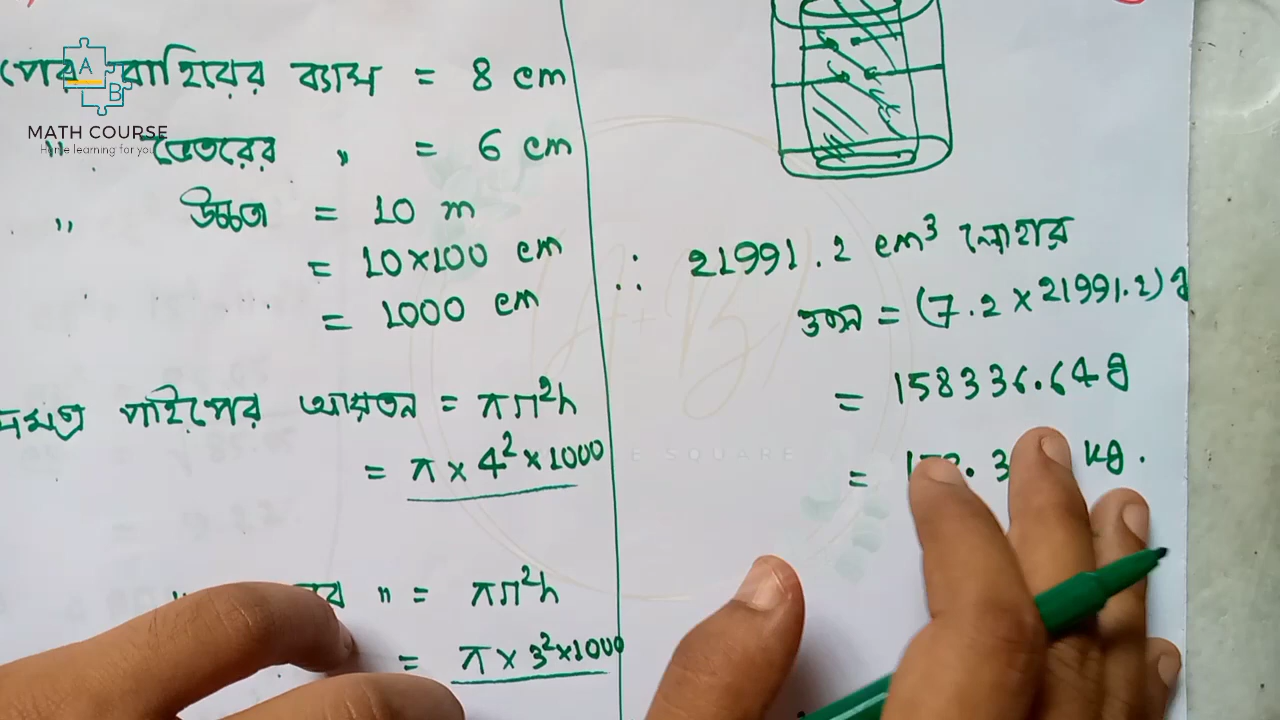 A
B
MATH COURSE
Home learning for you
বাহিরের ব্যাস = 8 cm
" ভেতরের " = 6 cm
" উচ্চতা = 10 m
= 10×100 cm
= 1000 cm
সমগ্র পাইপের আয়তন = πr²h
= π × 4² × 1000
" = πr²h
= π × 3² × 1000
∴ 21991.2 cm³ লোহার
ওজন = (7.2 × 21991.2) g
= 158336.64 g
= kg.